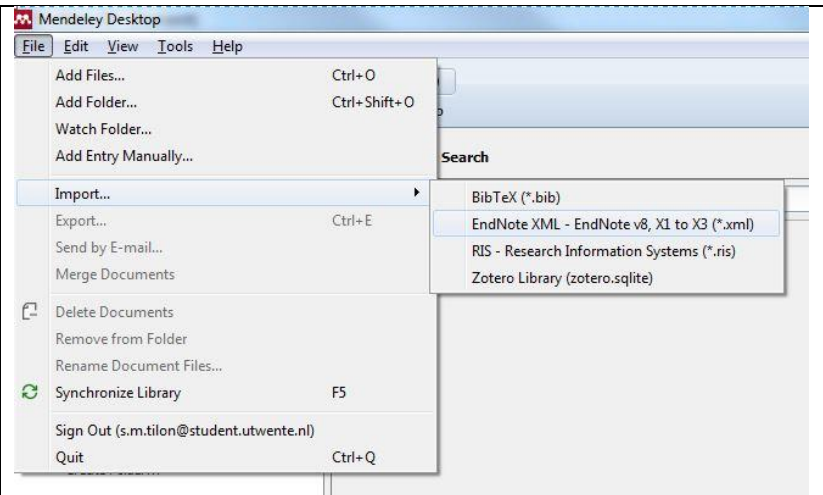 Mendeley Desktop
File Edit View Tools Help
Add Files... Ctrl+O
Add Folder... Ctrl+Shift+O
Watch Folder...
Add Entry Manually...
Search
Import...
BibTeX (*.bib)
Export... Ctrl+E
EndNote XML - EndNote v8, X1 to X3 (*.xml)
Send by E-mail...
RIS - Research Information Systems (*.ris)
Merge Documents
Zotero Library (zotero.sqlite)
Delete Documents
Remove from Folder
Rename Document Files...
Synchronize Library F5
Sign Out (s.m.tilon@student.utwente.nl)
Quit Ctrl+Q